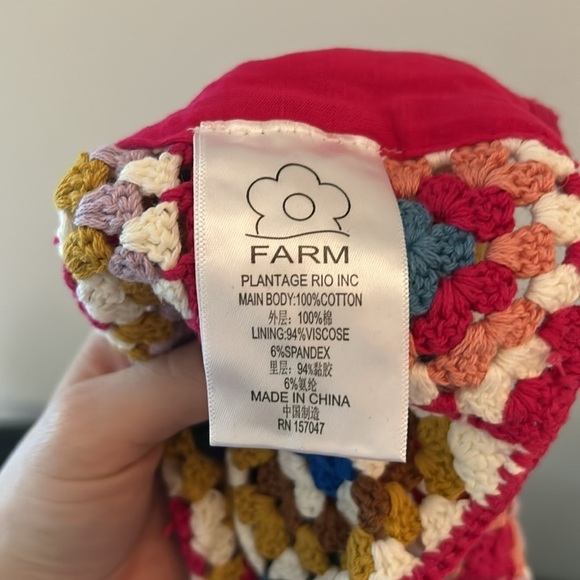 FARM
PLANTAGE RIO INC
MAIN BODY:100%COTTON
外层：100%棉
LINING:94%VISCOSE
6%SPANDEX
里层：94%黏胶
6%氨纶
MADE IN CHINA
中国制造
RN 157047